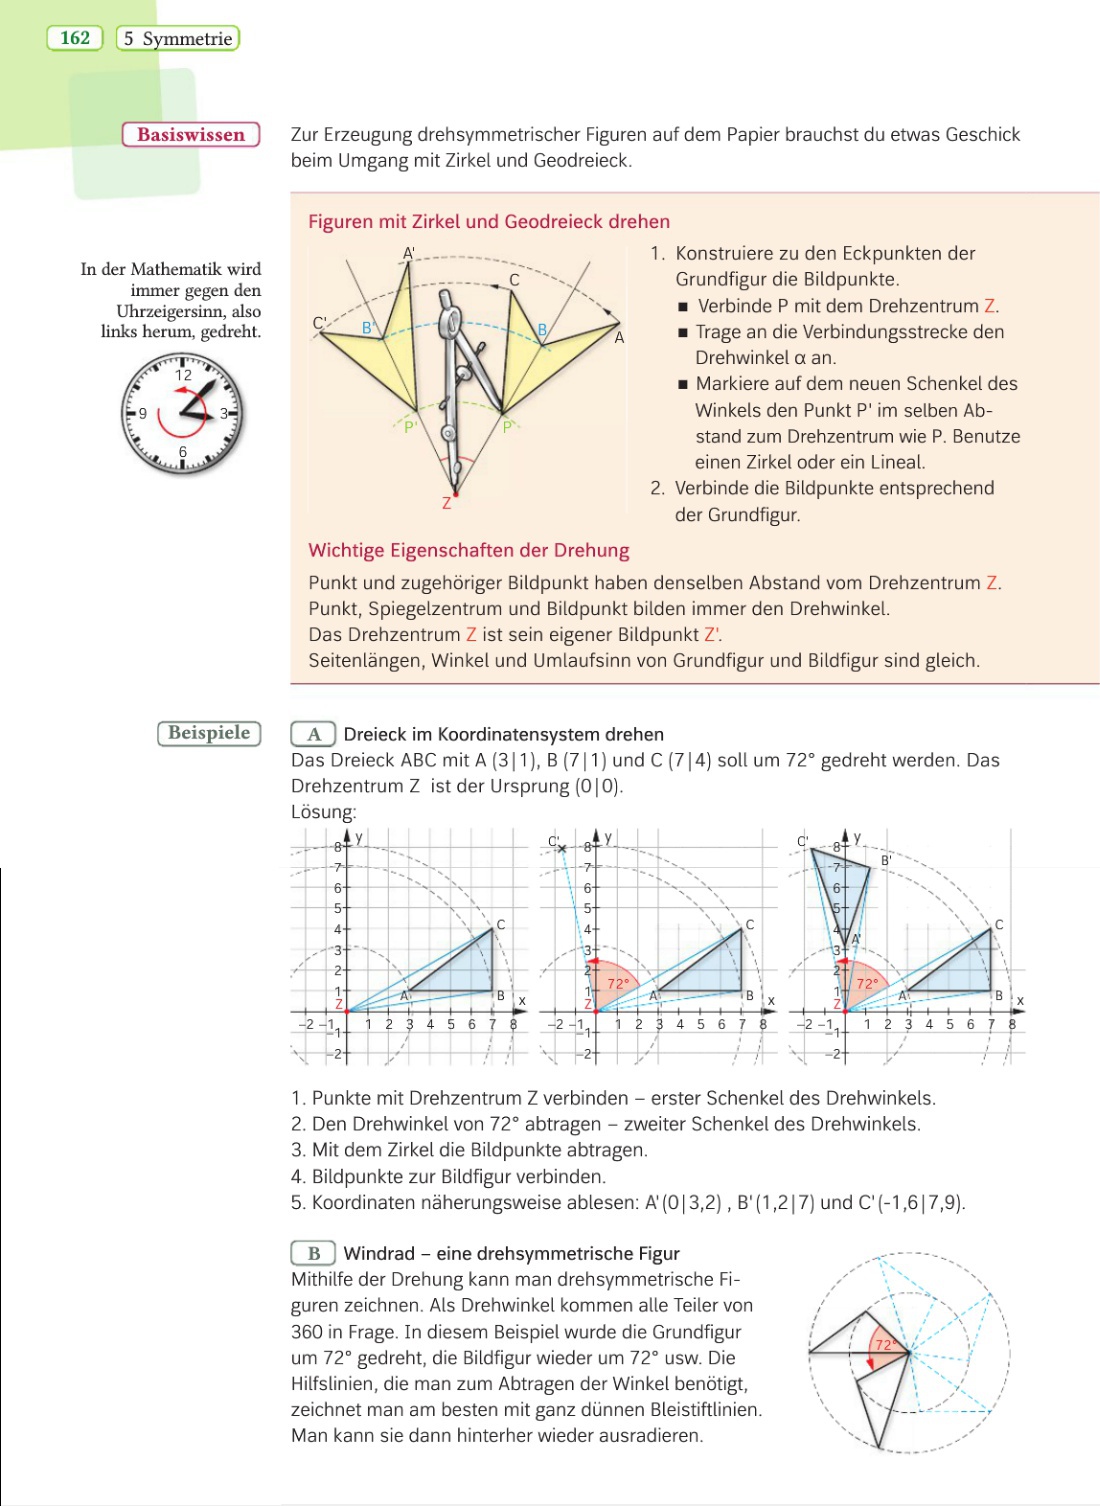 162
5 Symmetrie
Basiswissen
Zur Erzeugung drehsymmetrischer Figuren auf dem Papier brauchst du etwas Geschick
beim Umgang mit Zirkel und Geodreieck.
In der Mathematik wird
immer gegen den
Uhrzeigersinn, also
links herum, gedreht.
12
9 3
6
Figuren mit Zirkel und Geodreieck drehen
A'
C
C' B' B
A
P' P
Z
1. Konstruiere zu den Eckpunkten der
Grundfigur die Bildpunkte.
■ Verbinde P mit dem Drehzentrum Z.
■ Trage an die Verbindungsstrecke den
Drehwinkel α an.
■ Markiere auf dem neuen Schenkel des
Winkels den Punkt P' im selben Ab-
stand zum Drehzentrum wie P. Benutze
einen Zirkel oder ein Lineal.
2. Verbinde die Bildpunkte entsprechend
der Grundfigur.
Wichtige Eigenschaften der Drehung
Punkt und zugehöriger Bildpunkt haben denselben Abstand vom Drehzentrum Z.
Punkt, Spiegelzentrum und Bildpunkt bilden immer den Drehwinkel.
Das Drehzentrum Z ist sein eigener Bildpunkt Z'.
Seitenlängen, Winkel und Umlaufsinn von Grundfigur und Bildfigur sind gleich.
Beispiele
A Dreieck im Koordinatensystem drehen
Das Dreieck ABC mit A (3|1), B (7|1) und C (7|4) soll um 72° gedreht werden. Das
Drehzentrum Z ist der Ursprung (0|0).
Lösung:
y
8
7
6
5
4 C
3
2
1 A B x
Z
-2 -1 1 2 3 4 5 6 7 8
-1
-2
C' y
8
7
6
5
4 C
3
2
72°
1 A B x
Z
-2 -1 1 2 3 4 5 6 7 8
-1
-2
C' y
8 B'
7
6
5
4 C
A'
3
2
72°
1 A B x
Z
-2 -1 1 2 3 4 5 6 7 8
-1
-2
1. Punkte mit Drehzentrum Z verbinden – erster Schenkel des Drehwinkels.
2. Den Drehwinkel von 72° abtragen – zweiter Schenkel des Drehwinkels.
3. Mit dem Zirkel die Bildpunkte abtragen.
4. Bildpunkte zur Bildfigur verbinden.
5. Koordinaten näherungsweise ablesen: A'(0|3,2) , B'(1,2|7) und C'(-1,6|7,9).
B Windrad – eine drehsymmetrische Figur
Mithilfe der Drehung kann man drehsymmetrische Fi-
guren zeichnen. Als Drehwinkel kommen alle Teiler von
360 in Frage. In diesem Beispiel wurde die Grundfigur
um 72° gedreht, die Bildfigur wieder um 72° usw. Die
Hilfslinien, die man zum Abtragen der Winkel benötigt,
zeichnet man am besten mit ganz dünnen Bleistiftlinien.
Man kann sie dann hinterher wieder ausradieren.
72°